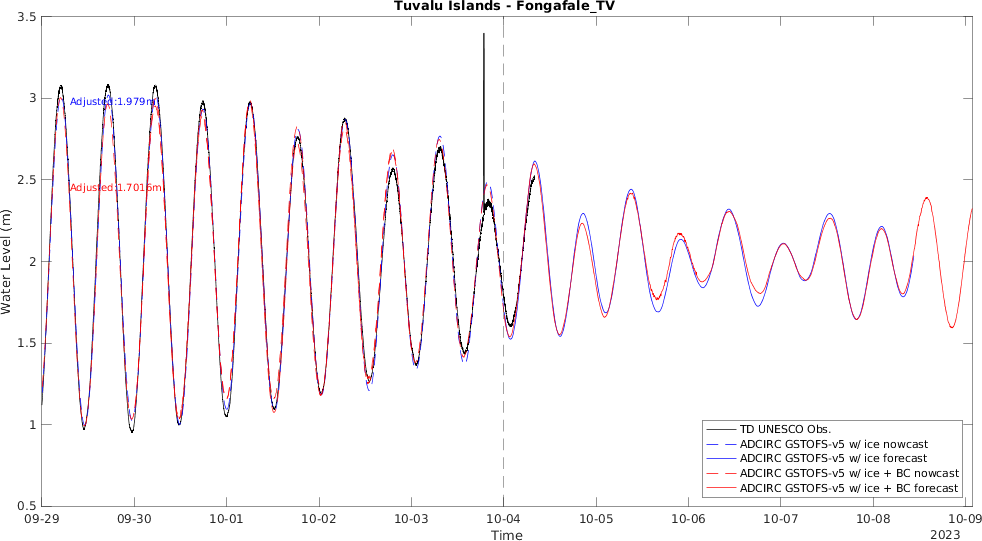 Tuvalu Islands - Fongafale_TV
3.5
3
2.5
2
1.5
1
0.5
Water Level (m)
Adjusted:1.979m
Adjusted:1.7016m
TD UNESCO Obs.
ADCIRC GSTOFS-v5 w/ ice nowcast
ADCIRC GSTOFS-v5 w/ ice forecast
ADCIRC GSTOFS-v5 w/ ice + BC nowcast
ADCIRC GSTOFS-v5 w/ ice + BC forecast
09-29 09-30 10-01 10-02 10-03 10-04 10-05 10-06 10-07 10-08 10-09
Time
2023